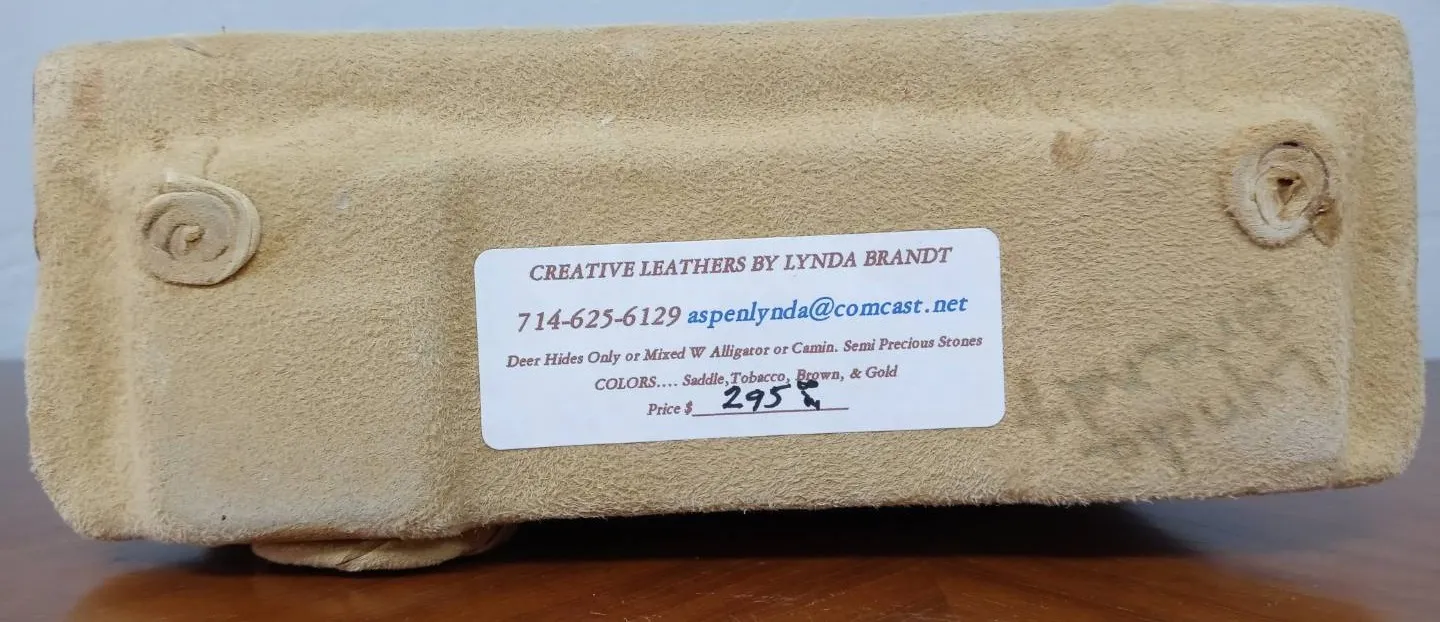 CREATIVE LEATHERS BY LYNDA BRANDT
714-625-6129 aspenlynda@comcast.net
Deer Hides Only or Mixed W Alligator or Camin. Semi Precious Stones
COLORS.... Saddle,Tobacco, Brown, & Gold
Price $ 295